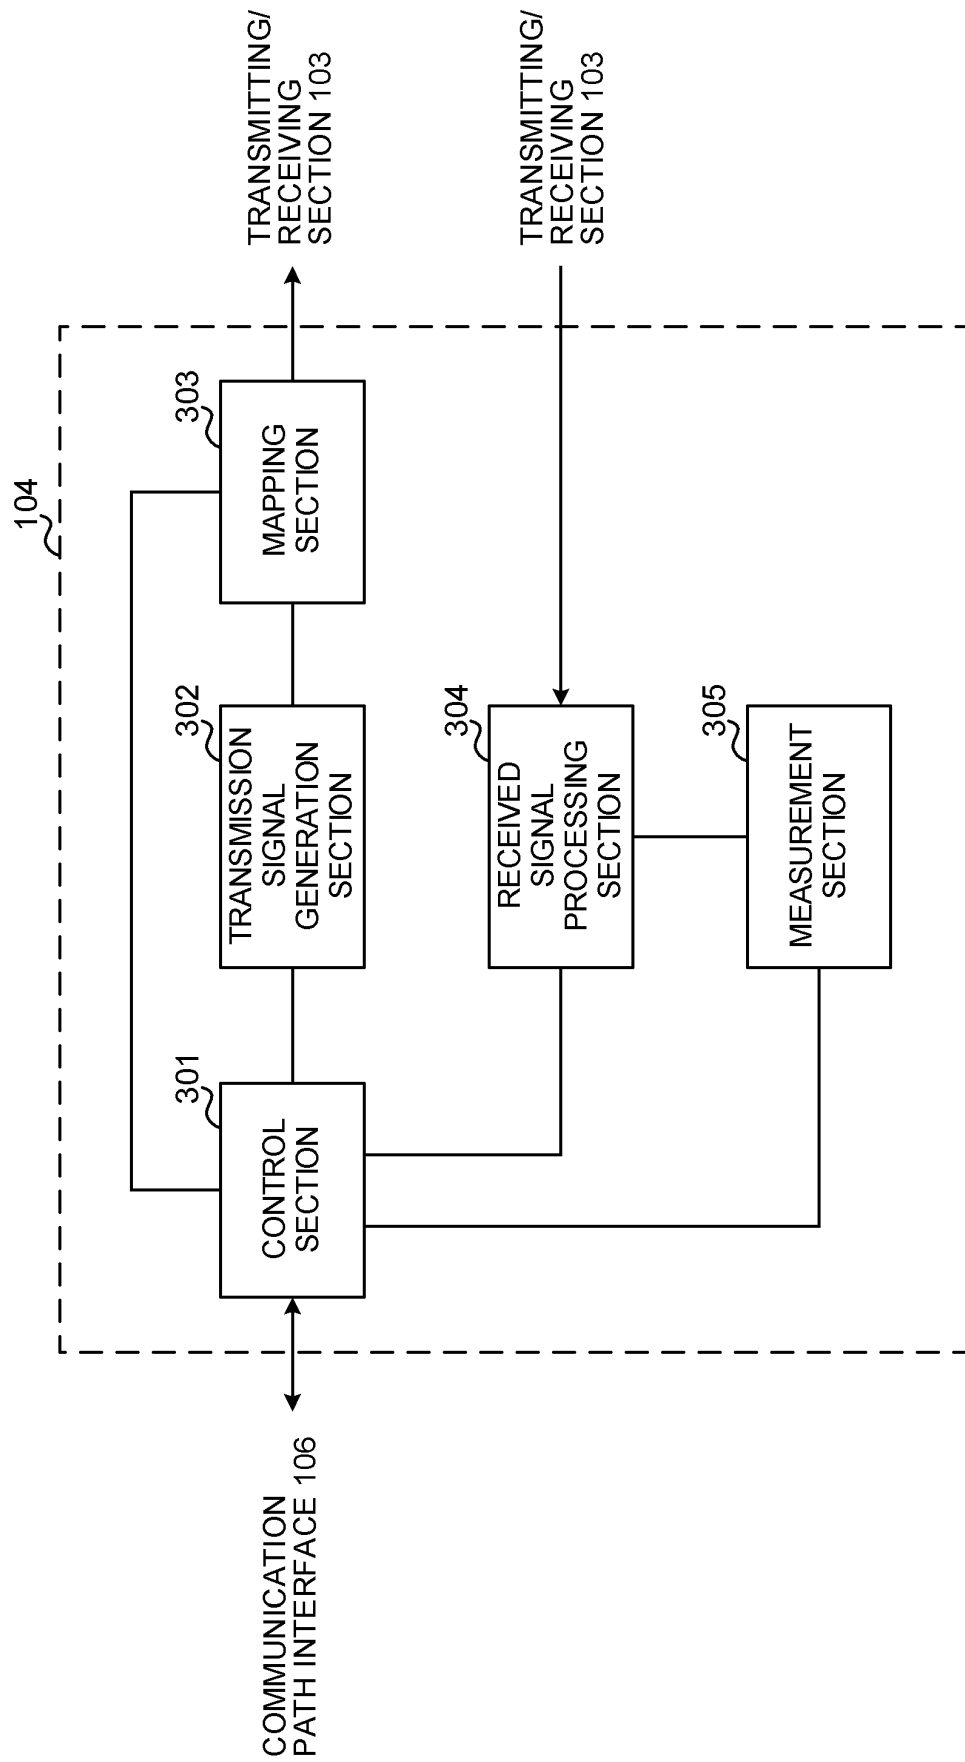 104
COMMUNICATION
PATH INTERFACE 106
301
CONTROL
SECTION
302
TRANSMISSION
SIGNAL
GENERATION
SECTION
303
MAPPING
SECTION
TRANSMITTING/
RECEIVING
SECTION 103
304
RECEIVED
SIGNAL
PROCESSING
SECTION
TRANSMITTING/
RECEIVING
SECTION 103
305
MEASUREMENT
SECTION